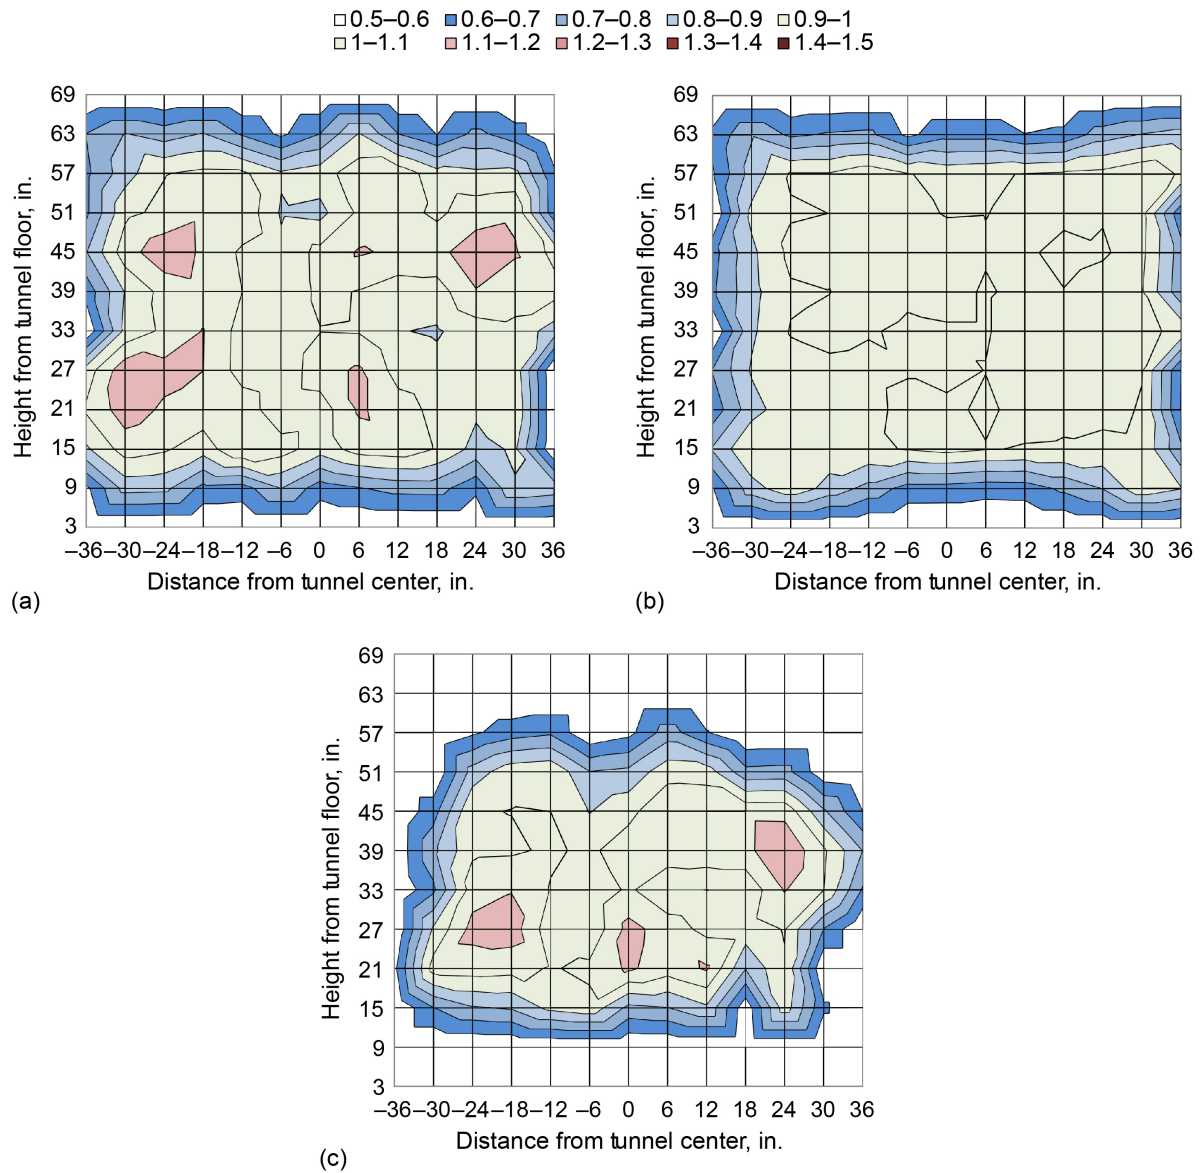 0.5–0.6 0.6–0.7 0.7–0.8 0.8–0.9 0.9–1
1–1.1 1.1–1.2 1.2–1.3 1.3–1.4 1.4–1.5
69
63
57
51
45
39
33
27
21
15
9
3
Height from tunnel floor, in.
–36 –30 –24 –18 –12 –6 0 6 12 18 24 30 36
Distance from tunnel center, in.
(a)
69
63
57
51
45
39
33
27
21
15
9
3
Height from tunnel floor, in.
–36 –30 –24 –18 –12 –6 0 6 12 18 24 30 36
Distance from tunnel center, in.
(b)
69
63
57
51
45
39
33
27
21
15
9
3
Height from tunnel floor, in.
–36 –30 –24 –18 –12 –6 0 6 12 18 24 30 36
Distance from tunnel center, in.
(c)